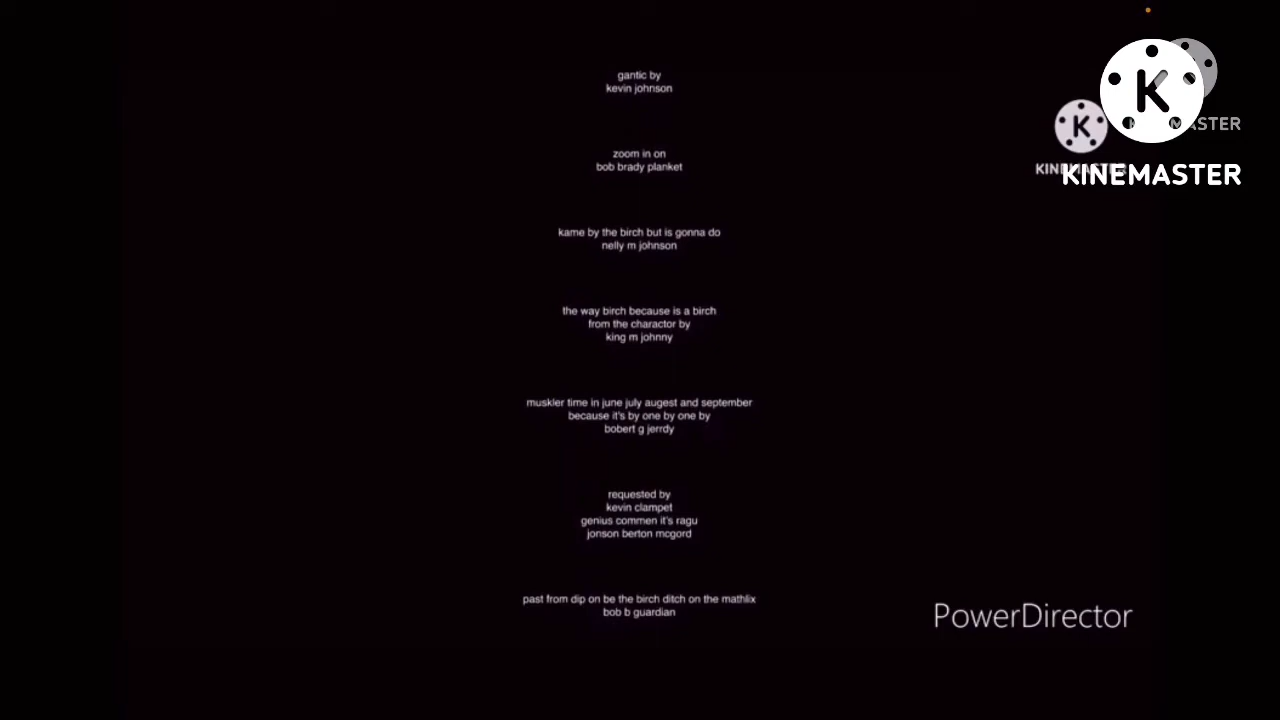 gantic by
kevin johnson
zoom in on
bob brady planket
kame by the birch but is gonna do
nelly m johnson
the way birch because is a birch
from the charactor by
king m johnny
muskler time in june july augest and september
because it's by one by one by
bobert g jerrdy
requested by
kevin clampet
genius commen it's ragu
jonson berton mcgord
past from dip on be the birch ditch on the mathlix
bob b guardian
K
K
KINEMASTER
PowerDirector